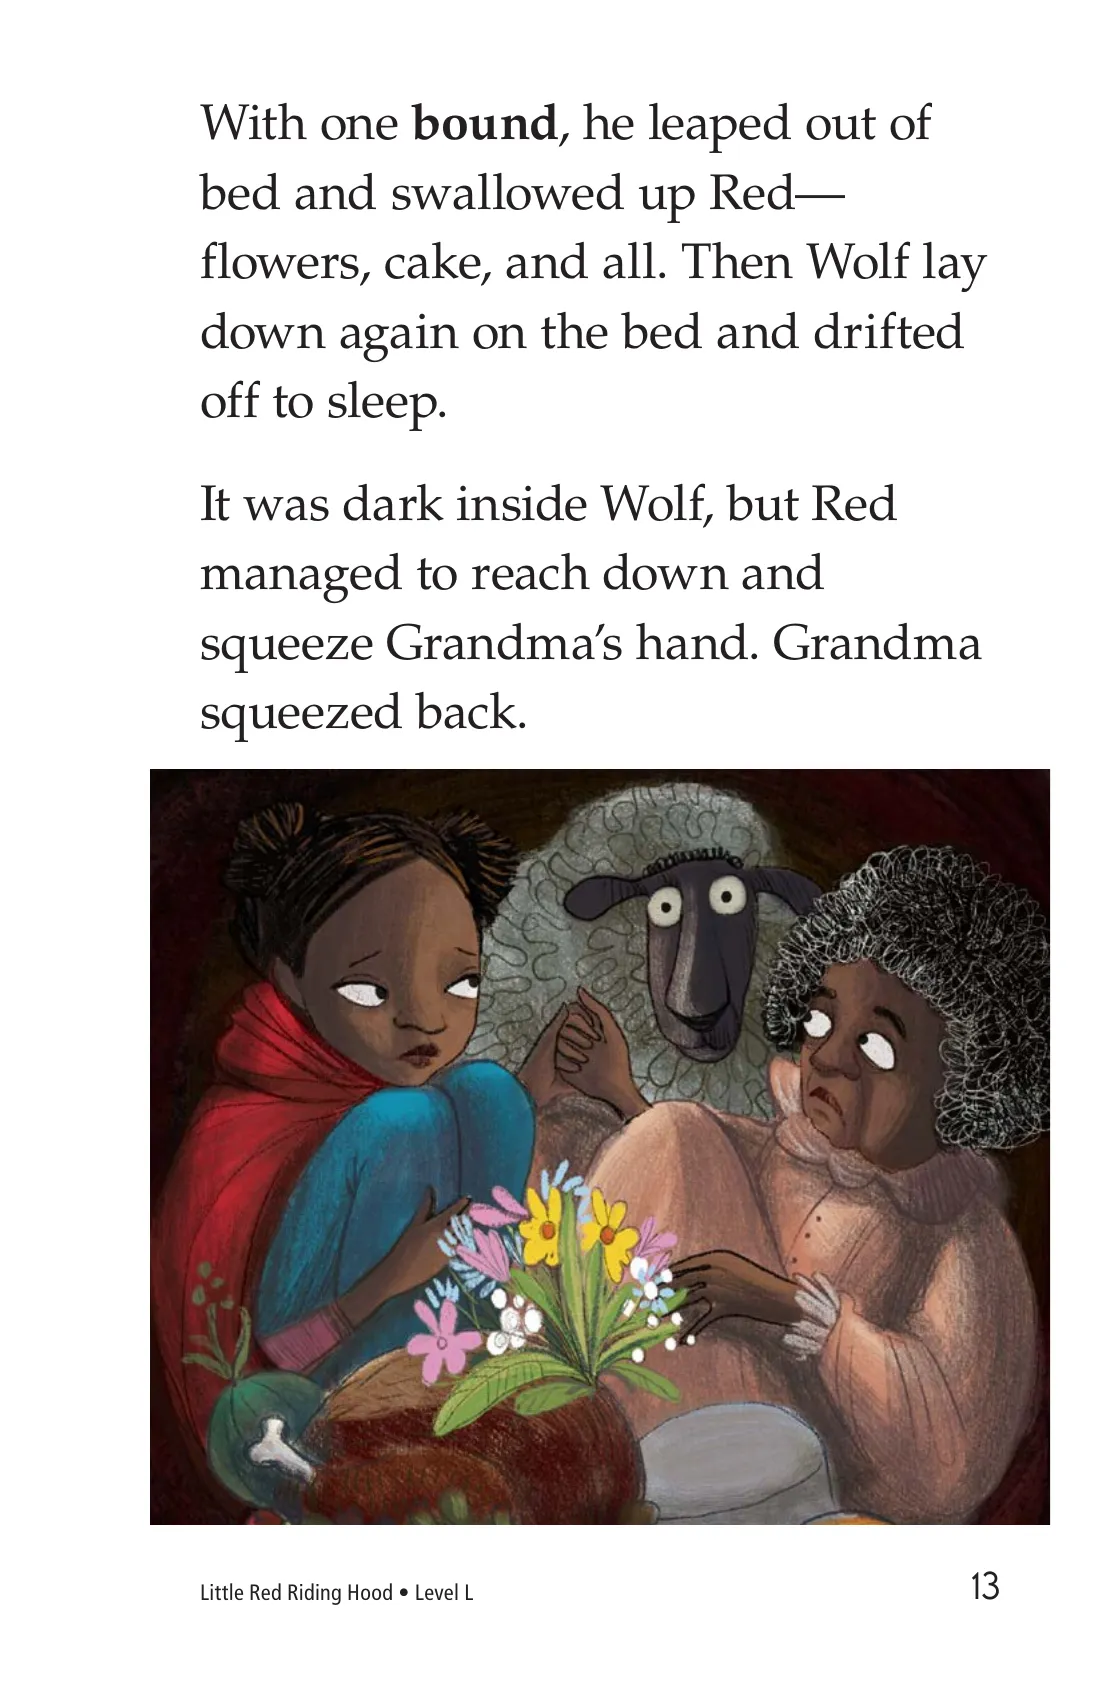 With one bound, he leaped out of
bed and swallowed up Red—
flowers, cake, and all. Then Wolf lay
down again on the bed and drifted
off to sleep.
It was dark inside Wolf, but Red
managed to reach down and
squeeze Grandma’s hand. Grandma
squeezed back.
Little Red Riding Hood • Level L
13